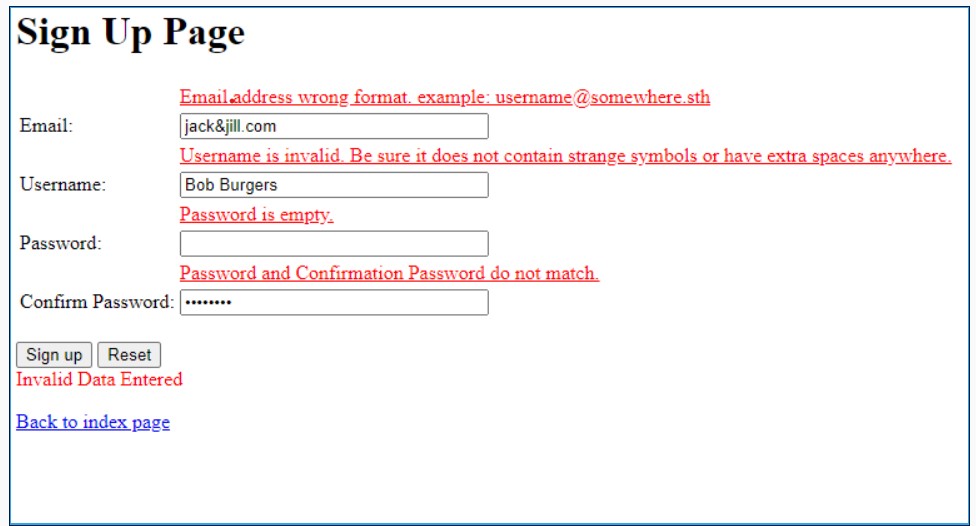 Sign Up Page
Email address wrong format. example: username@somewhere.sth
Email: jack&jill.com
Username is invalid. Be sure it does not contain strange symbols or have extra spaces anywhere.
Username: Bob Burgers
Password is empty.
Password:
Password and Confirmation Password do not match.
Confirm Password: ••••••••
Sign up Reset
Invalid Data Entered
Back to index page